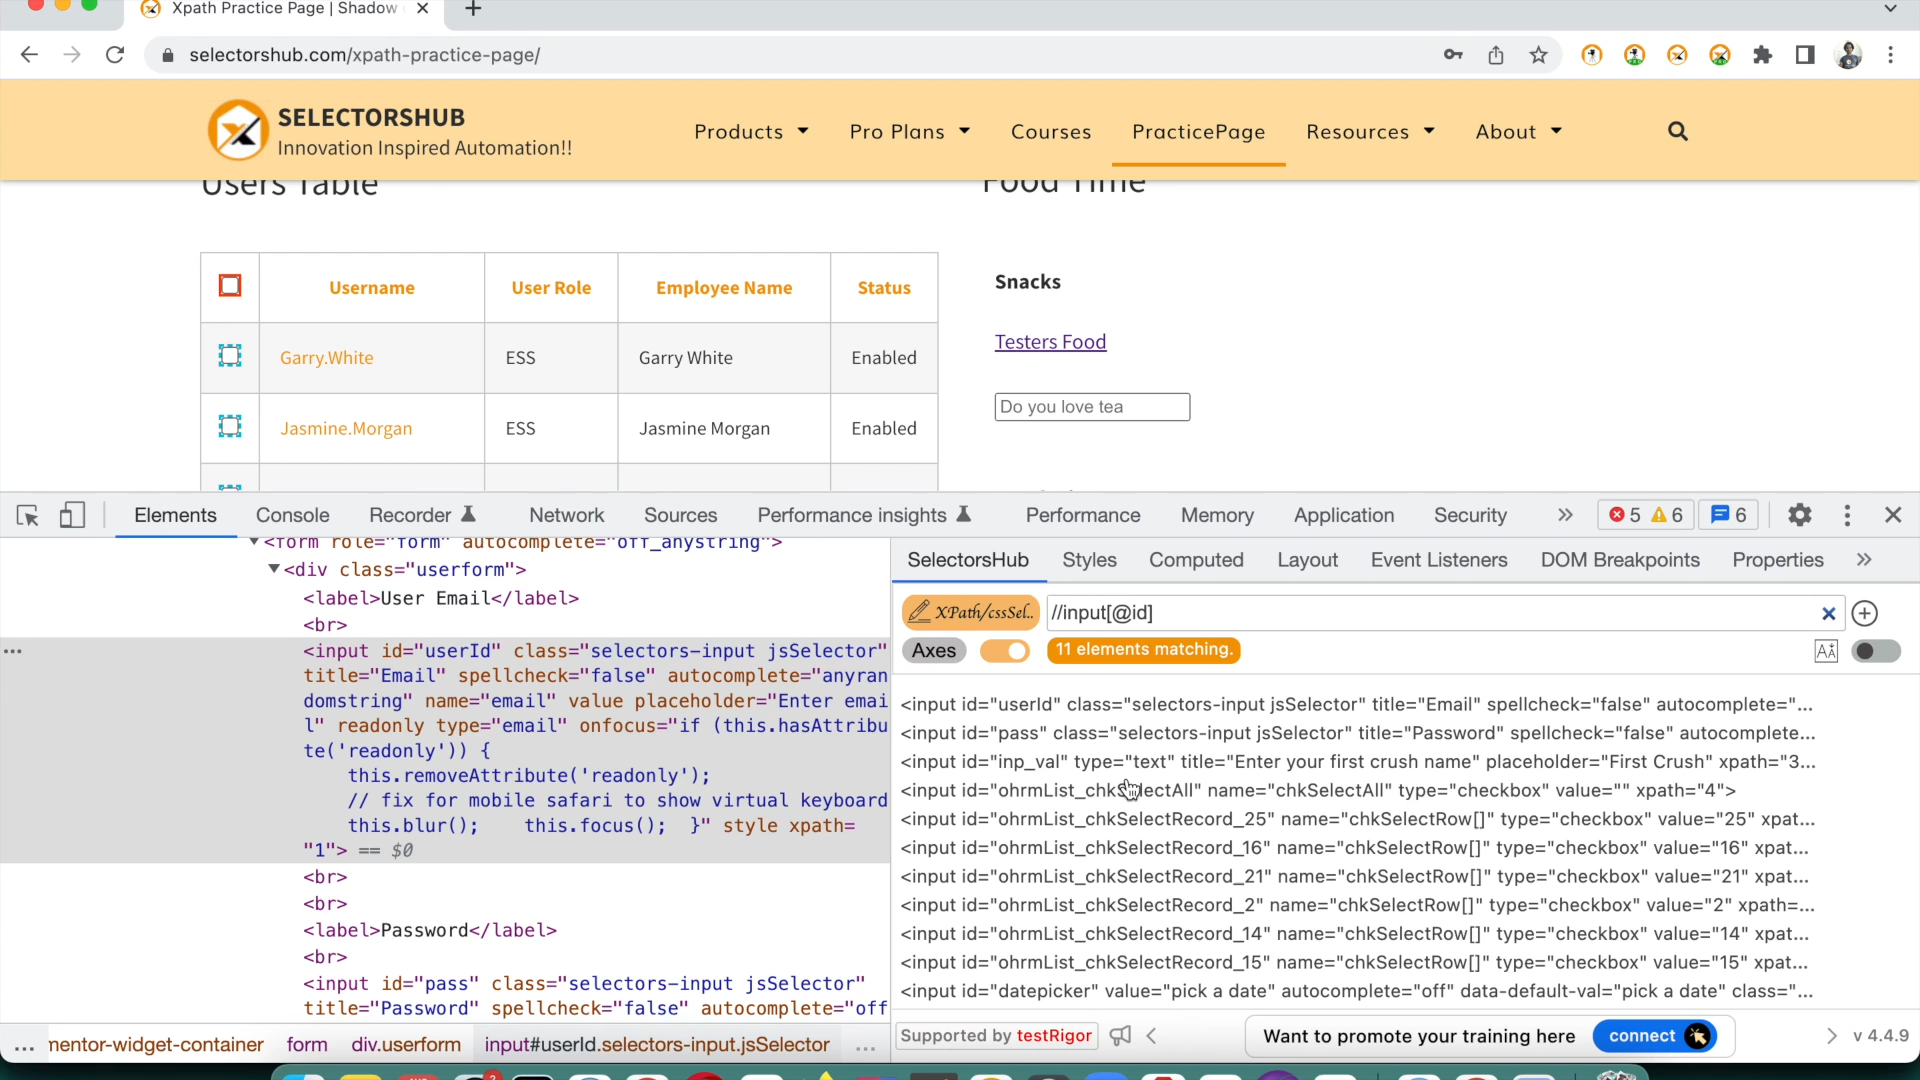 Xpath Practice Page | Shadow
selectorshub.com/xpath-practice-page/
SELECTORSHUB
Innovation Inspired Automation!!
Products
Pro Plans
Courses
PracticePage
Resources
About
Users Table
Food Time
Username User Role Employee Name Status
Garry.White ESS Garry White Enabled
Jasmine.Morgan ESS Jasmine Morgan Enabled
Snacks
Testers Food
Do you love tea
Elements Console Recorder Network Sources Performance insights Performance Memory Application Security » 5 6 6
<form role="form" autocomplete="off_anystring">
<div class="userform">
<label>User Email</label>
<br>
<input id="userId" class="selectors-input jsSelector"
title="Email" spellcheck="false" autocomplete="anyran
domstring" name="email" value placeholder="Enter emai
l" readonly type="email" onfocus="if (this.hasAttribu
te('readonly')) {
this.removeAttribute('readonly');
// fix for mobile safari to show virtual keyboard
this.blur(); this.focus(); }" style xpath=
"1"> == $0
<br>
<br>
<label>Password</label>
<br>
<input id="pass" class="selectors-input jsSelector"
title="Password" spellcheck="false" autocomplete="off
... mentor-widget-container form div.userform input#userId.selectors-input.jsSelector ...
SelectorsHub Styles Computed Layout Event Listeners DOM Breakpoints Properties »
XPath/cssSel.. //input[@id]
Axes 11 elements matching.
<input id="userId" class="selectors-input jsSelector" title="Email" spellcheck="false" autocomplete="...
<input id="pass" class="selectors-input jsSelector" title="Password" spellcheck="false" autocomplete...
<input id="inp_val" type="text" title="Enter your first crush name" placeholder="First Crush" xpath="3...
<input id="ohrmList_chkSelectAll" name="chkSelectAll" type="checkbox" value="" xpath="4">
<input id="ohrmList_chkSelectRecord_25" name="chkSelectRow[]" type="checkbox" value="25" xpat...
<input id="ohrmList_chkSelectRecord_16" name="chkSelectRow[]" type="checkbox" value="16" xpat...
<input id="ohrmList_chkSelectRecord_21" name="chkSelectRow[]" type="checkbox" value="21" xpat...
<input id="ohrmList_chkSelectRecord_2" name="chkSelectRow[]" type="checkbox" value="2" xpath=...
<input id="ohrmList_chkSelectRecord_14" name="chkSelectRow[]" type="checkbox" value="14" xpat...
<input id="ohrmList_chkSelectRecord_15" name="chkSelectRow[]" type="checkbox" value="15" xpat...
<input id="datepicker" value="pick a date" autocomplete="off" data-default-val="pick a date" class="...
Supported by testRigor Want to promote your training here connect v 4.4.9